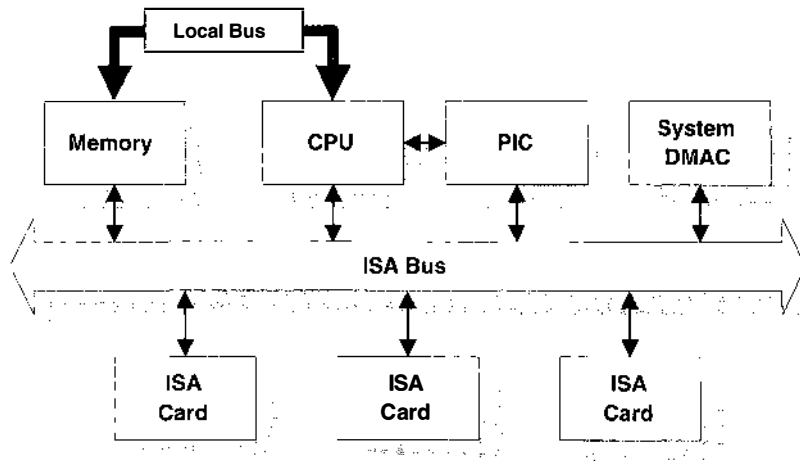 Local Bus
Memory
CPU
PIC
System
DMAC
ISA Bus
ISA
Card
ISA
Card
ISA
Card